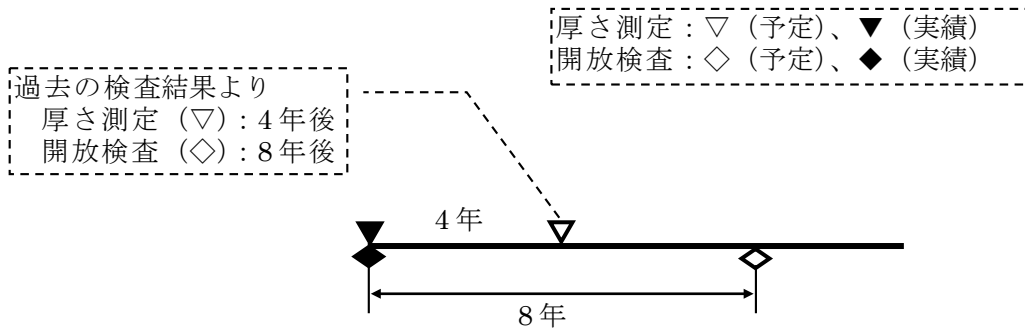 厚さ測定：▽（予定）、▼（実績）
開放検査：◇（予定）、◆（実績）
過去の検査結果より
厚さ測定（▽）：4年後
開放検査（◇）：8年後
4年
8年